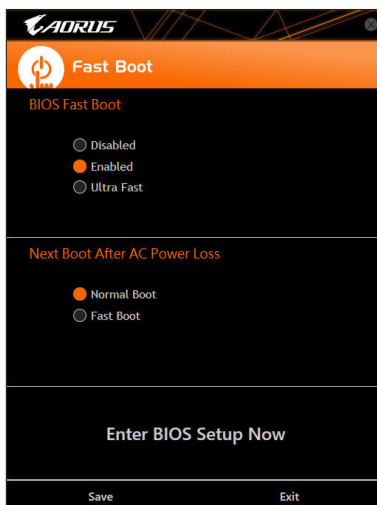 AORUS
Fast Boot
BIOS Fast Boot
Disabled
Enabled
Ultra Fast
Next Boot After AC Power Loss
Normal Boot
Fast Boot
Enter BIOS Setup Now
Save Exit